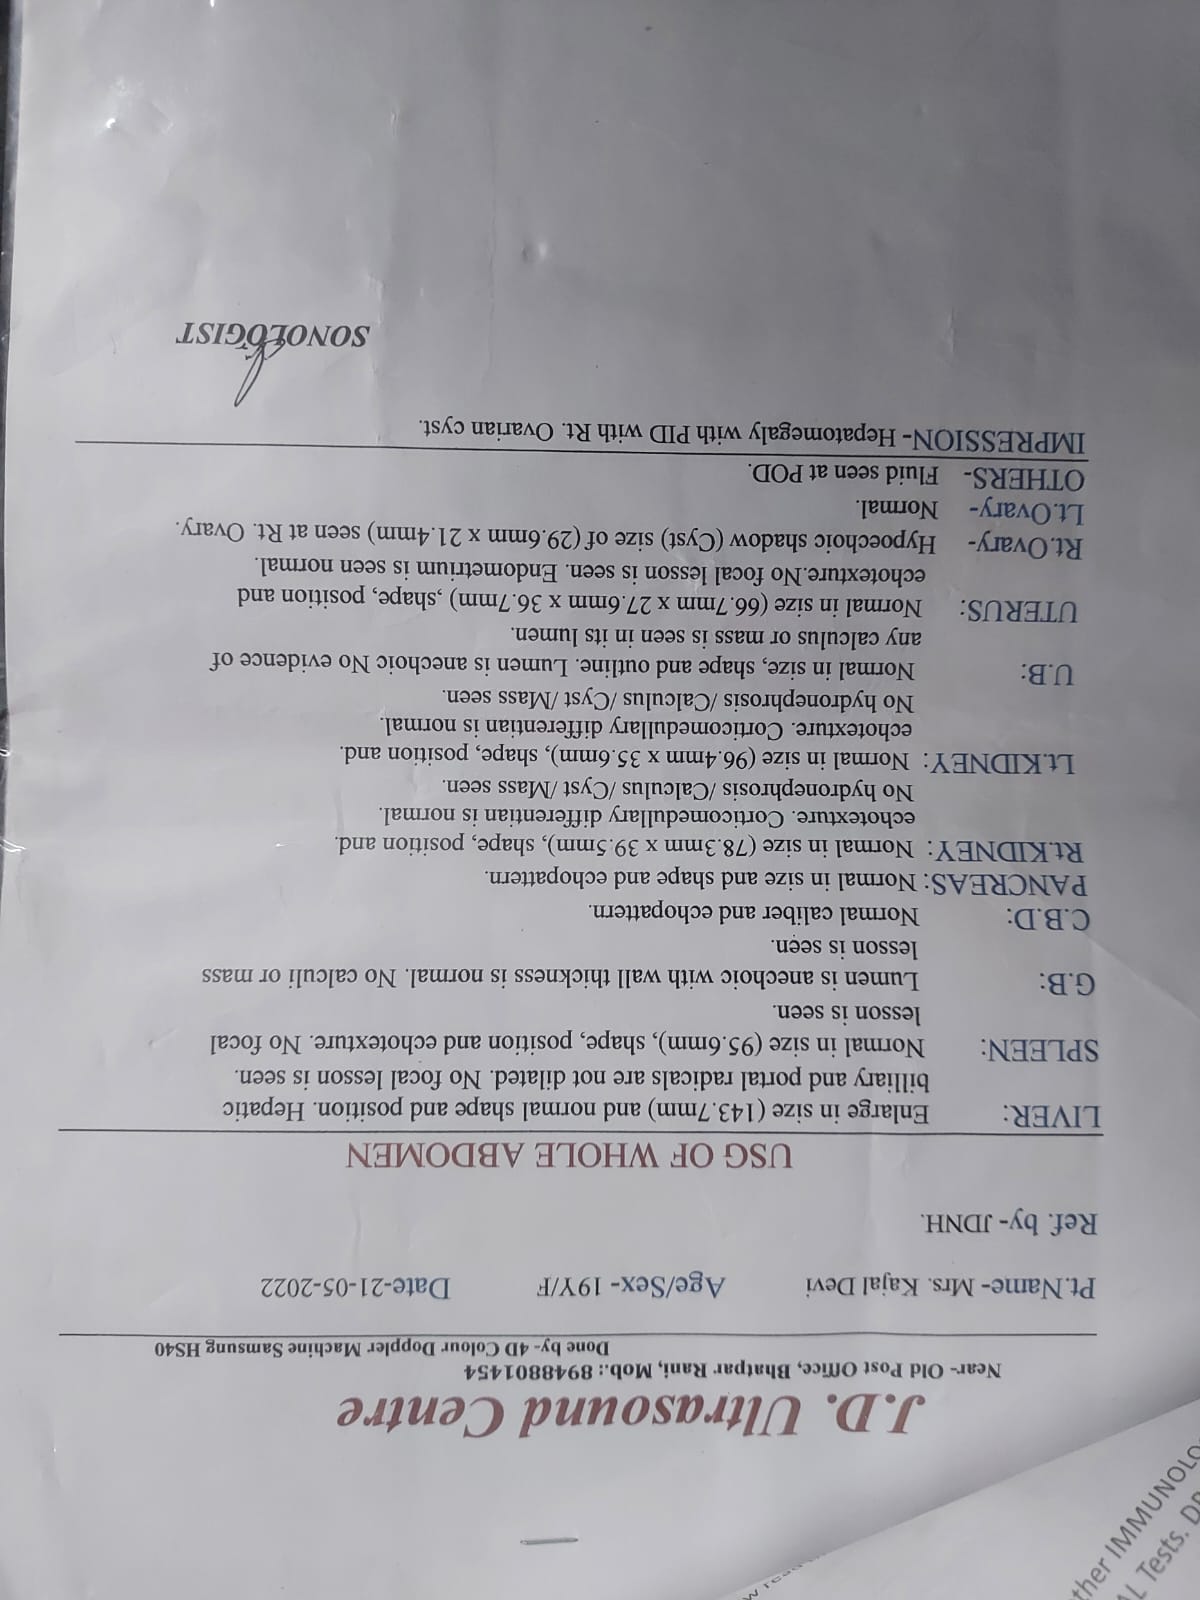 J.D. Ultrasound Centre
Near- Old Post Office, Bhatpar Rani, Mob.: 8948801454
Done by- 4D Colour Doppler Machine Samsung HS40
Pt.Name- Mrs. Kajal Devi Age/Sex- 19Y/F Date-21-05-2022
Ref. by- JDNH.
USG OF WHOLE ABDOMEN
LIVER: Enlarge in size (143.7mm) and normal shape and position. Hepatic
billiary and portal radicals are not dilated. No focal lesson is seen.
SPLEEN: Normal in size (95.6mm), shape, position and echotexture. No focal
lesson is seen.
G.B: Lumen is anechoic with wall thickness is normal. No calculi or mass
lesson is seen.
C.B.D: Normal caliber and echopattern.
PANCREAS: Normal in size and shape and echopattern.
Rt.KIDNEY: Normal in size (78.3mm x 39.5mm), shape, position and.
echotexture. Corticomedullary differentian is normal.
No hydronephrosis /Calculus /Cyst /Mass seen.
Lt.KIDNEY: Normal in size (96.4mm x 35.6mm), shape, position and.
echotexture. Corticomedullary differentian is normal.
No hydronephrosis /Calculus /Cyst /Mass seen.
U.B: Normal in size, shape and outline. Lumen is anechoic No evidence of
any calculus or mass is seen in its lumen.
UTERUS: Normal in size (66.7mm x 27.6mm x 36.7mm) ,shape, position and
echotexture.No focal lesson is seen. Endometrium is seen normal.
Rt.Ovary- Hypoechoic shadow (Cyst) size of (29.6mm x 21.4mm) seen at Rt. Ovary.
Lt.Ovary- Normal.
OTHERS- Fluid seen at POD.
IMPRESSION- Hepatomegaly with PID with Rt. Ovarian cyst.
SONOLOGIST
ther IMMUNOLO
Tests.